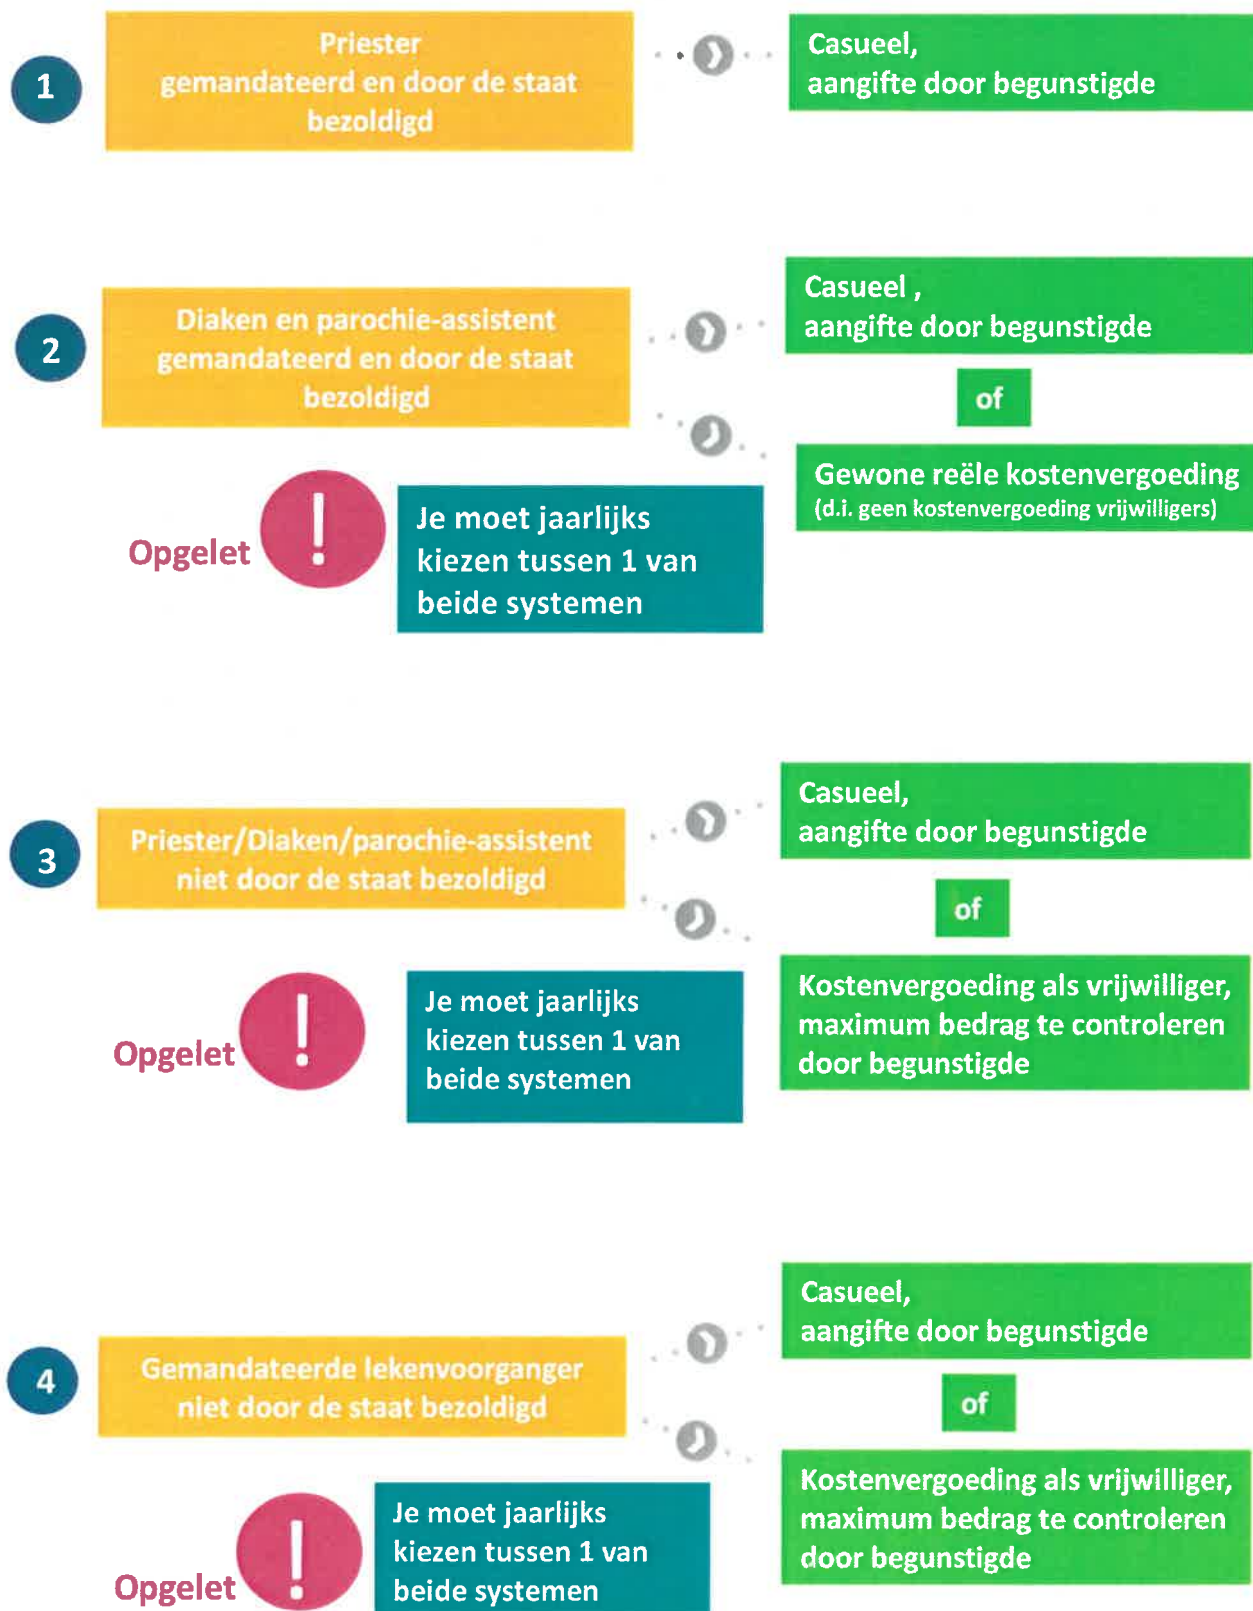 1
Priester
gemandateerd en door de staat
bezoldigd
Casueel,
aangifte door begunstigde
2
Diaken en parochie-assistent
gemandateerd en door de staat
bezoldigd
Casueel ,
aangifte door begunstigde
of
Gewone reële kostenvergoeding
(d.i. geen kostenvergoeding vrijwilligers)
Opgelet
!
Je moet jaarlijks
kiezen tussen 1 van
beide systemen
3
Priester/Diaken/parochie-assistent
niet door de staat bezoldigd
Casueel,
aangifte door begunstigde
of
Kostenvergoeding als vrijwilliger,
maximum bedrag te controleren
door begunstigde
Opgelet
!
Je moet jaarlijks
kiezen tussen 1 van
beide systemen
4
Gemandateerde lekenvoorganger
niet door de staat bezoldigd
Casueel,
aangifte door begunstigde
of
Kostenvergoeding als vrijwilliger,
maximum bedrag te controleren
door begunstigde
Opgelet
!
Je moet jaarlijks
kiezen tussen 1 van
beide systemen